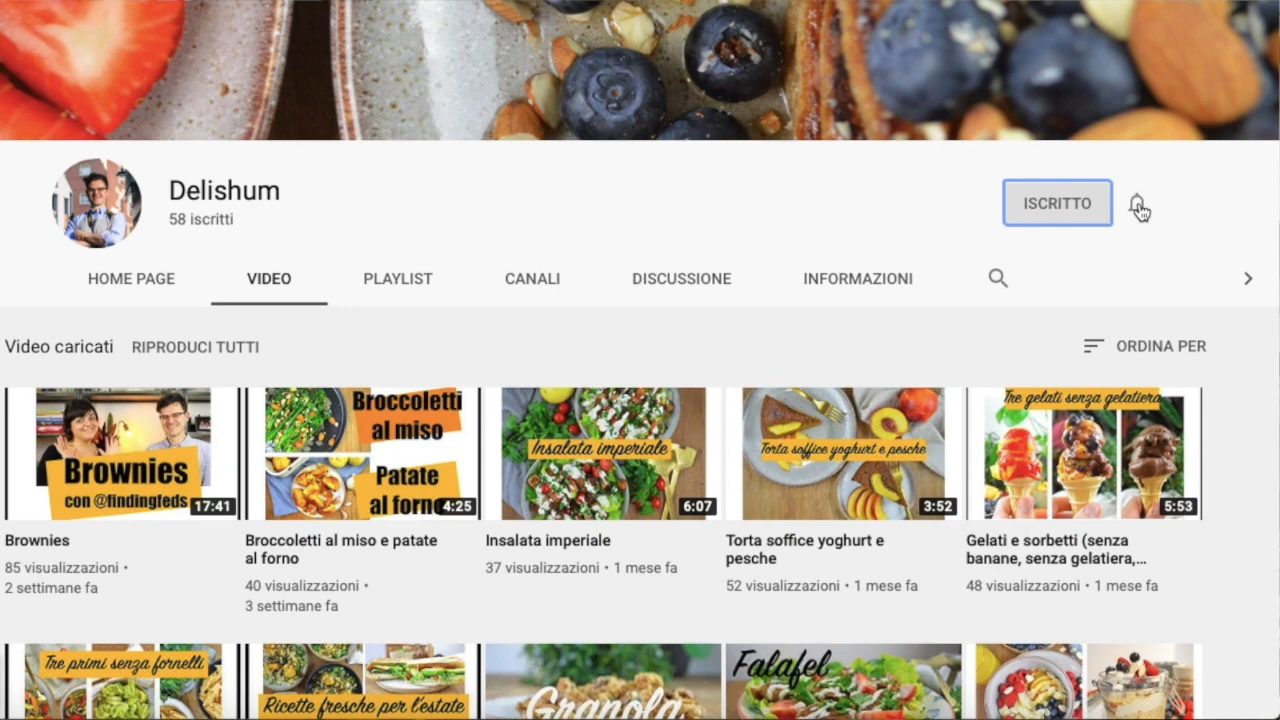 Delishum
58 iscritti
ISCRITTO
HOME PAGE
VIDEO
PLAYLIST
CANALI
DISCUSSIONE
INFORMAZIONI
Video caricati
RIPRODUCI TUTTI
ORDINA PER
Brownies
con @findingfeds
17:41
Broccoletti
al miso
Patate
al forno
4:25
Insalata imperiale
6:07
Torta soffice yoghurt e pesche
3:52
Tre gelati senza gelatiera
5:53
Brownies
85 visualizzazioni •
2 settimane fa
Broccoletti al miso e patate
al forno
40 visualizzazioni •
3 settimane fa
Insalata imperiale
37 visualizzazioni • 1 mese fa
Torta soffice yoghurt e
pesche
52 visualizzazioni • 1 mese fa
Gelati e sorbetti (senza
banane, senza gelatiera,...
48 visualizzazioni • 1 mese fa
Tre primi senza fornelli
Ricette fresche per l'estate
Granola
Falafel